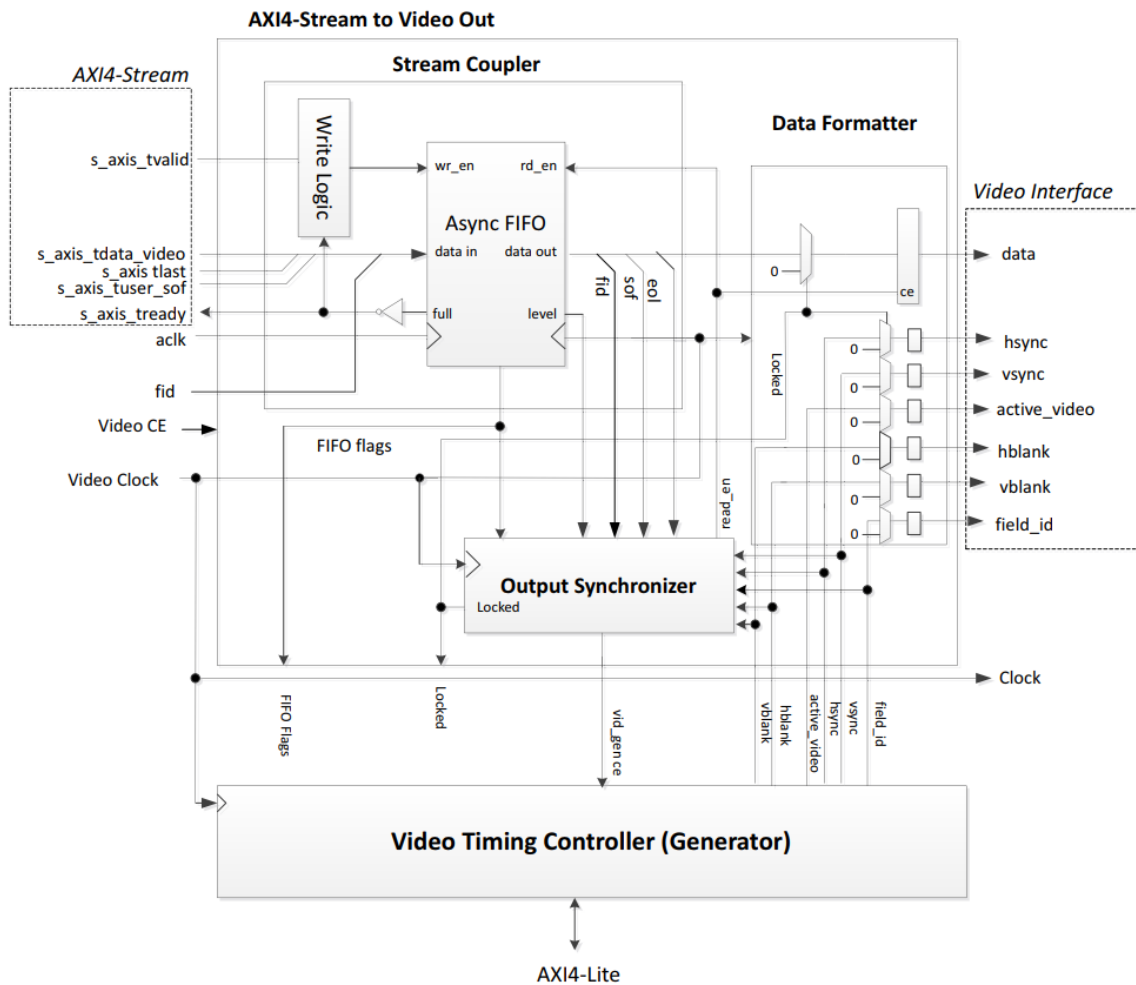 AXI4-Stream to Video Out
Stream Coupler
AXI4-Stream
Data Formatter
Write Logic
s_axis_tvalid
wr_en
rd_en
Video Interface
Async FIFO
s_axis_tdata_video
data in
data out
data
s_axis tlast
0
fid
sof
eol
s_axis_tuser_sof
ce
s_axis_tready
full
level
aclk
Locked
0
hsync
0
vsync
fid
0
active_video
Video CE
FIFO flags
0
hblank
Video Clock
0
vblank
read_en
0
field_id
Output Synchronizer
Locked
Clock
FIFO Flags
Locked
vid_gen ce
vblank
hblank
active_video
hsync
vsync
field_id
Video Timing Controller (Generator)
AXI4-Lite